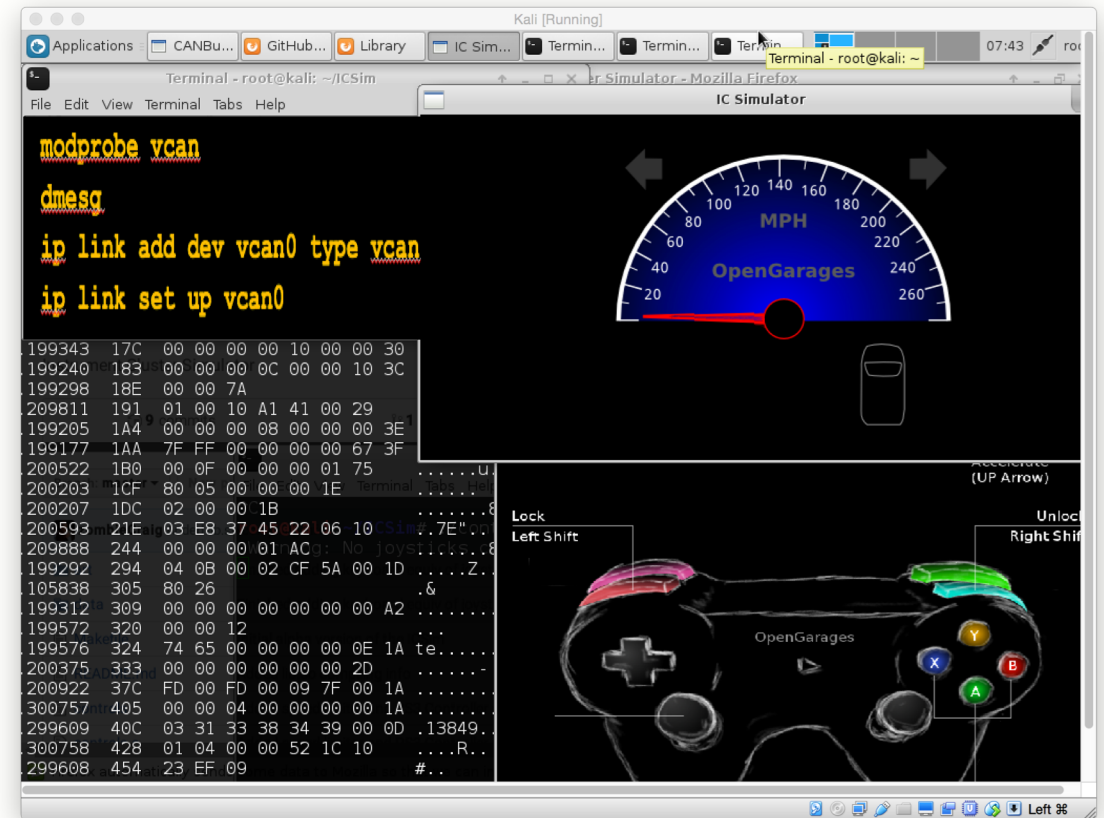 Kali [Running]
Applications CANBu... GitHub... Library IC Sim... Termin... Termin... Termin... 07:43
Terminal - root@kali: ~
Terminal - root@kali: ~/ICSim
er Simulator - Mozilla Firefox
File Edit View Terminal Tabs Help
IC Simulator
modprobe vcan
dmesg
ip link add dev vcan0 type vcan
ip link set up vcan0
20 40 60 80 100 120 140 160 180 200 220 240 260
MPH
OpenGarages
.199343 17C 00 00 00 00 10 00 00 30
.199240 183 00 00 00 0C 00 00 10 3C
.199298 18E 00 00 7A
.209811 191 01 00 10 A1 41 00 29
.199205 1A4 00 00 00 08 00 00 00 3E
.199177 1AA 7F FF 00 00 00 00 67 3F
.200522 1B0 00 0F 00 00 00 01 75 ......u
.200203 1CF 80 05 00 00 00 1E ......
.200207 1DC 02 00 00 1B
.200593 21E 03 E8 37 45 22 06 10 ..7E"..
.209888 244 00 00 00 01 AC .....
.199292 294 04 0B 00 02 CF 5A 00 1D .....Z..
.105838 305 80 26 .&
.199312 309 00 00 00 00 00 00 00 A2 ........
.199572 320 00 00 12 ...
.199576 324 74 65 00 00 00 00 0E 1A te......
.200375 333 00 00 00 00 00 00 2D ......-
.200922 37C FD 00 FD 00 09 7F 00 1A ........
.300757 405 00 00 04 00 00 00 00 1A ........
.299609 40C 03 31 33 38 34 39 00 0D .13849..
.300758 428 01 04 00 00 52 1C 10 ....R..
.299608 454 23 EF 09 #..
(UP Arrow)
Lock
Left Shift
Unloc
Right Shif
OpenGarages
Y
X
B
A
Left ⌘